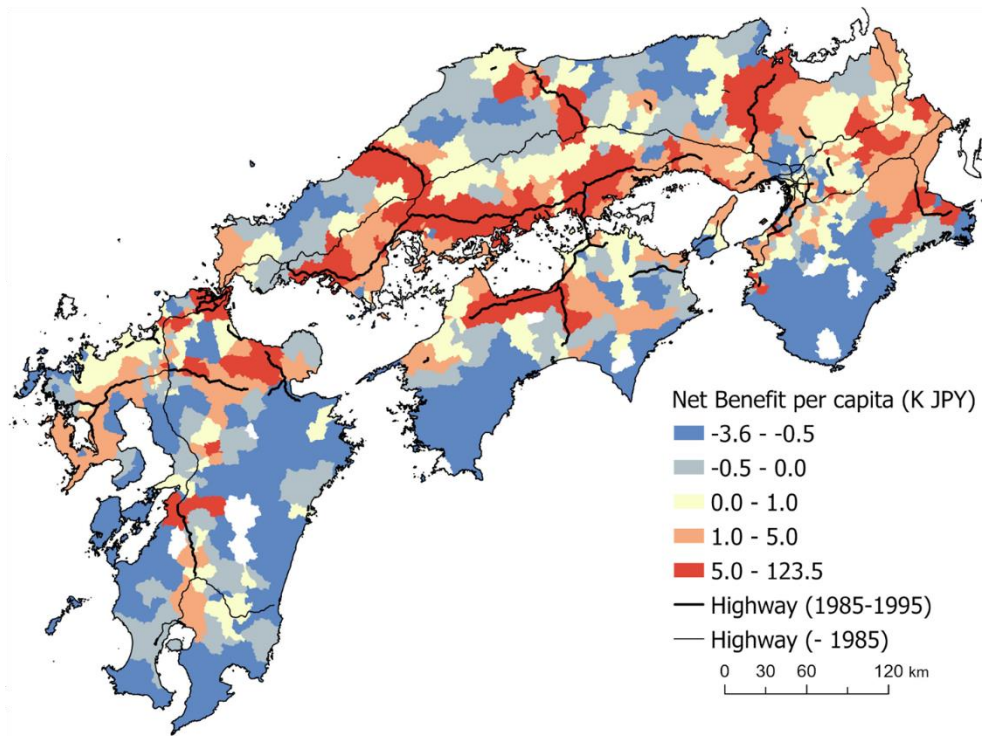 Net Benefit per capita (K JPY)
-3.6 - -0.5
-0.5 - 0.0
0.0 - 1.0
1.0 - 5.0
5.0 - 123.5
Highway (1985-1995)
Highway (- 1985)
0 30 60 120 km